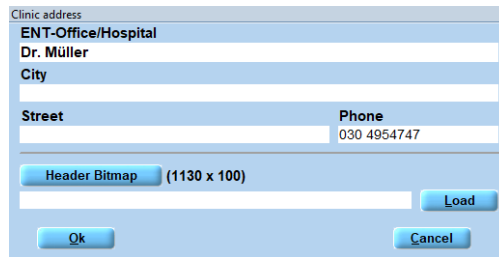 Clinic address
ENT-Office/Hospital
Dr. Müller
City
Street Phone
030 4954747
Header Bitmap (1130 x 100)
Load
Ok Cancel